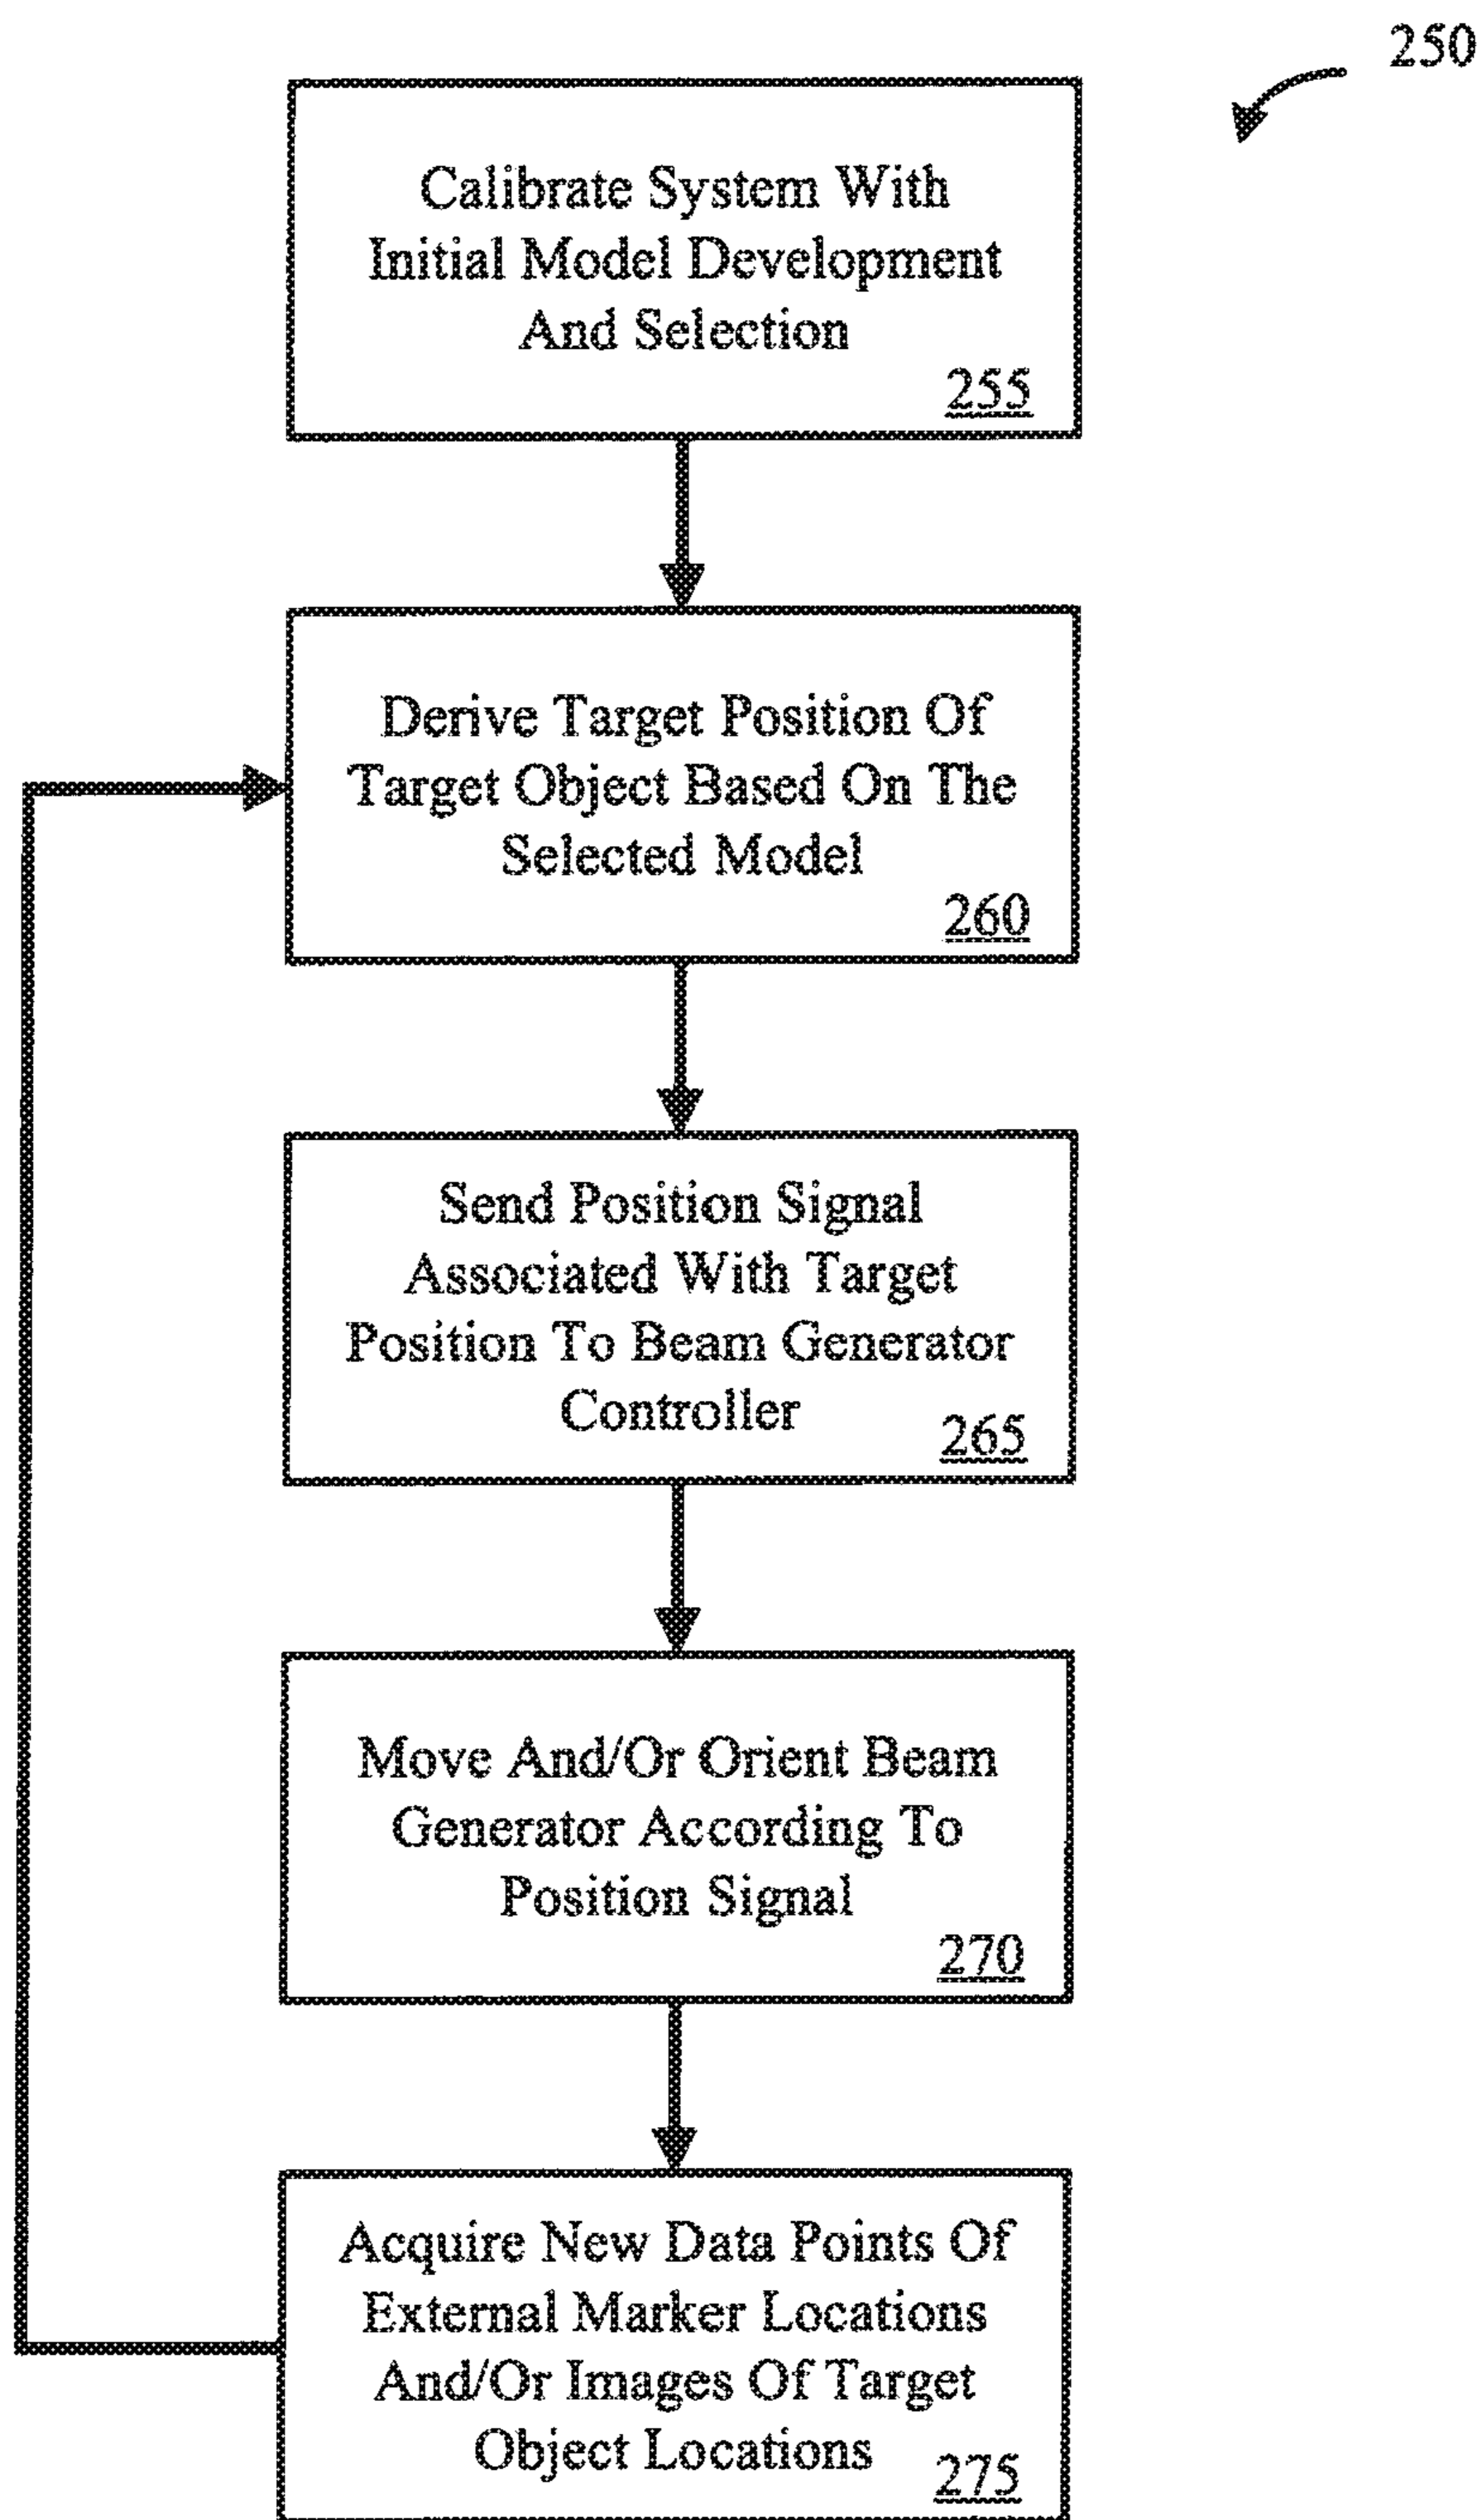 250
Calibrate System With
Initial Model Development
And Selection
255
Derive Target Position Of
Target Object Based On The
Selected Model
260
Send Position Signal
Associated With Target
Position To Beam Generator
Controller
265
Move And/Or Orient Beam
Generator According To
Position Signal
270
Acquire New Data Points Of
External Marker Locations
And/Or Images Of Target
Object Locations
275